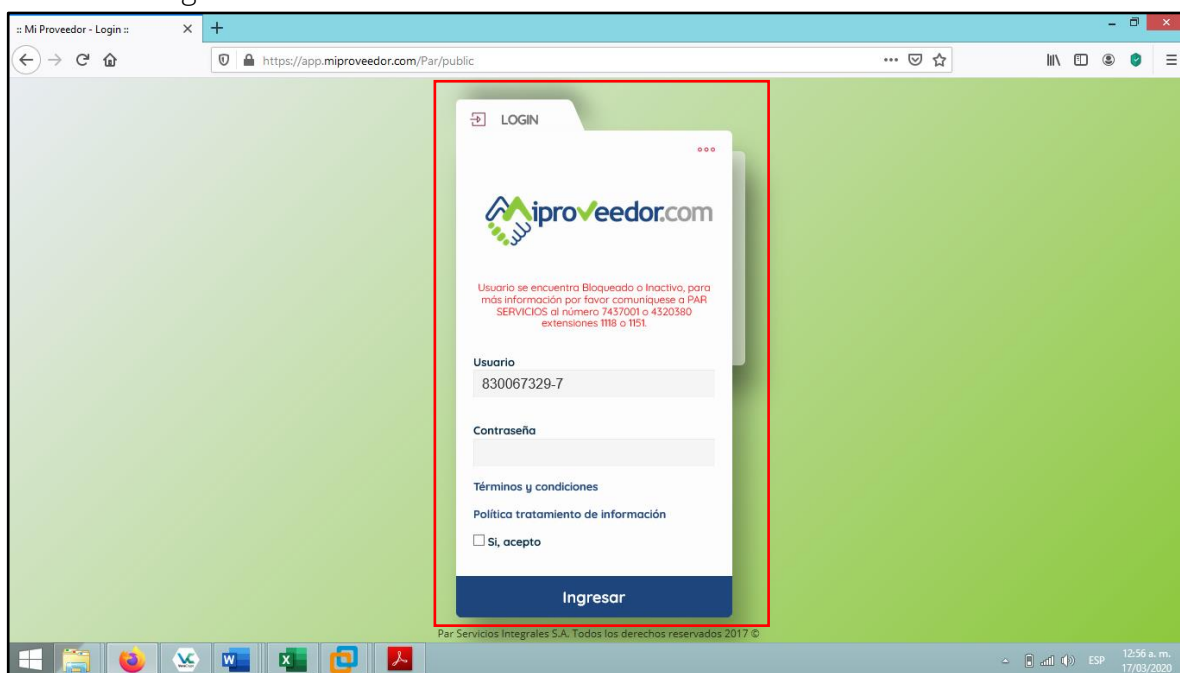 :: Mi Proveedor - Login ::
https://app.miproveedor.com/Par/public
LOGIN
Miproveedor.com
Usuario se encuentra Bloqueado o Inactivo, para
más información por favor comuníquese a PAR
SERVICIOS al número 7437001 o 4320380
extensiones 1118 o 1151.
Usuario
830067329-7
Contraseña
Términos y condiciones
Política tratamiento de información
Si, acepto
Ingresar
Par Servicios Integrales S.A. Todos los derechos reservados 2017 ©
ESP
12:56 a. m.
17/03/2020